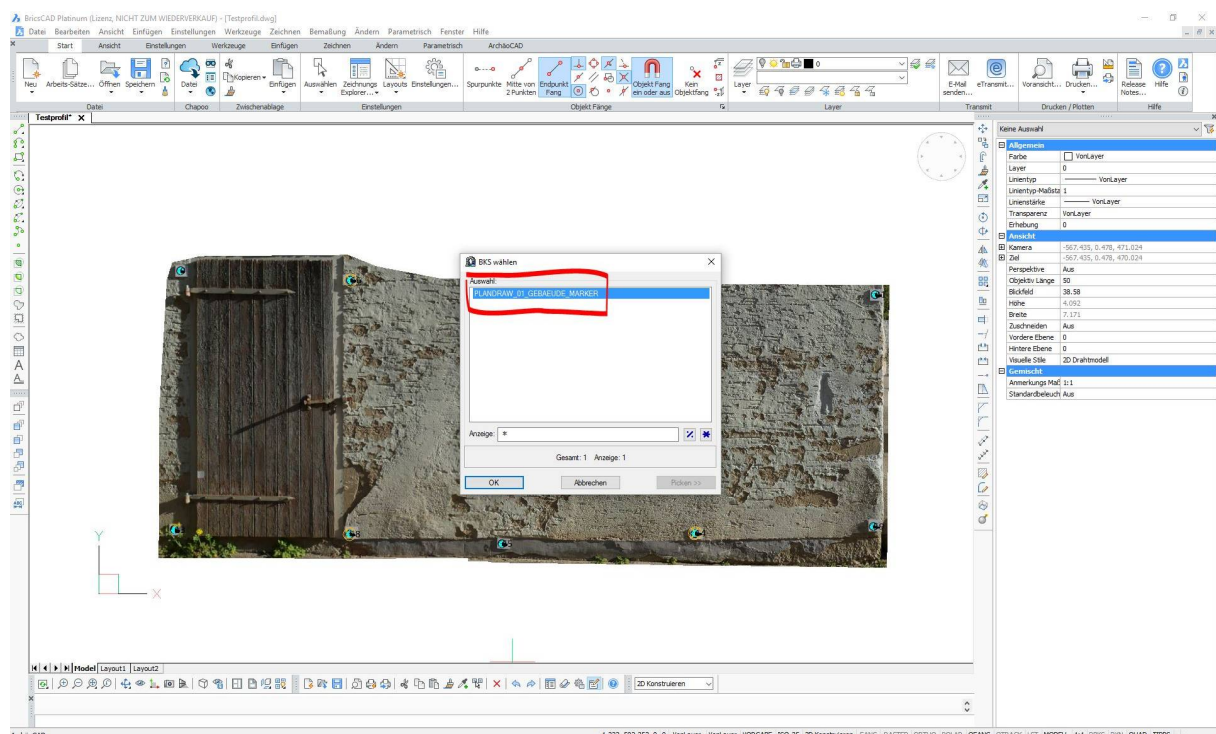 BricsCAD Platinum (Lizenz, NICHT ZUM WIEDERVERKAUF) - [Testprofil.dwg]
Datei Bearbeiten Ansicht Einfügen Einstellungen Werkzeuge Zeichnen Bemaßung Ändern Parametrisch Fenster Hilfe
Start Ansicht Einstellungen Werkzeuge Einfügen Zeichnen Ändern Parametrisch ArchäoCAD
Neu Arbeits-Sätze... Öffnen Speichern Datei Kopieren Einfügen Auswählen Zeichnungs Explorer... Layouts Einstellungen... Spurpunkte Mitte von 2 Punkten Endpunkt Fang Objekt Fang ein oder aus Kein Objektfang Layer 0 E-Mail senden... eTransmit... Voransicht... Drucken... Release Notes... Hilfe
Datei Chapoo Zwischenablage Einstellungen Objekt Fänge Layer Transmit Drucken / Plotten Hilfe
Testprofil* X
Keine Auswahl
Allgemein
Farbe VonLayer
Layer 0
Linientyp VonLayer
Linientyp-Maßsta 1
Linienstärke VonLayer
Transparenz VonLayer
Erhebung 0
Ansicht
Kamera -567.435, 0.478, 471.024
Ziel -567.435, 0.478, 470.024
Perspektive Aus
Objektiv Länge 50
Blickfeld 38.58
Höhe 4.092
Breite 7.171
Zuschneiden Aus
Vordere Ebene 0
Hintere Ebene 0
Visuelle Stile 2D Drahtmodell
Gemischt
Anmerkungs Maß 1:1
Standardbeleuch Aus
BKS wählen
Auswahl:
PLANDRAW_01_GEBAEUDE_MARKER
Anzeige: *
Gesamt: 1 Anzeige: 1
OK Abbrechen Picken >>
Y
X
Model Layout1 Layout2
2D Konstruieren